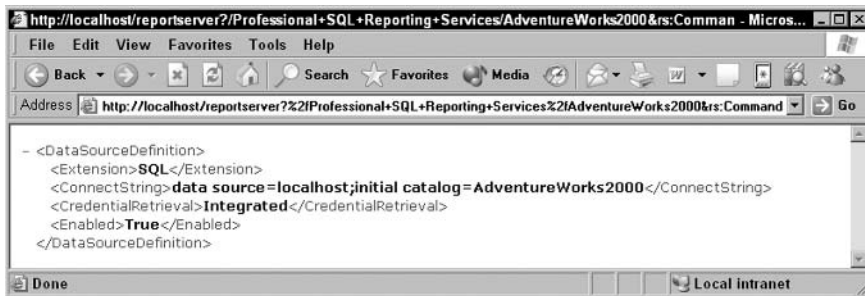 http://localhost/reportserver?/Professional+SQL+Reporting+Services/AdventureWorks2000&rs:Comman - Micros...
File Edit View Favorites Tools Help
Back Search Favorites Media
Address http://localhost/reportserver?%2fProfessional+SQL+Reporting+Services%2fAdventureWorks2000&rs:Command Go
- <DataSourceDefinition>
<Extension>SQL</Extension>
<ConnectString>data source=localhost;initial catalog=AdventureWorks2000</ConnectString>
<CredentialRetrieval>Integrated</CredentialRetrieval>
<Enabled>True</Enabled>
</DataSourceDefinition>
Done Local intranet